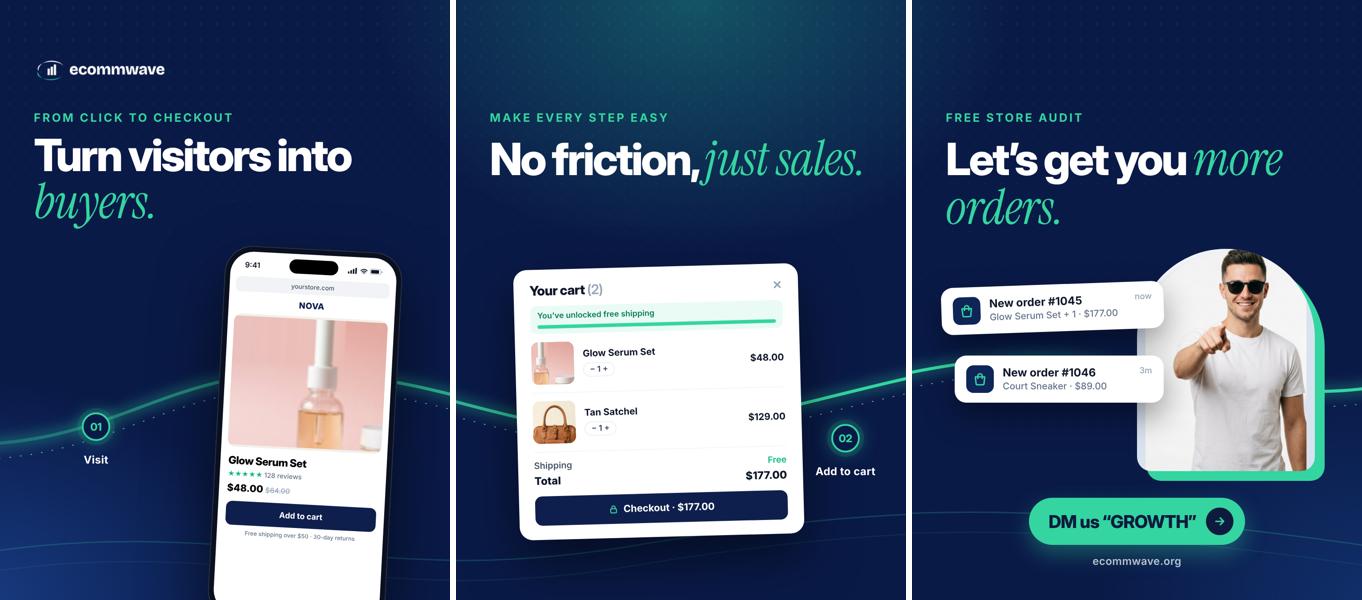 ecommwave
FROM CLICK TO CHECKOUT
Turn visitors into
buyers.
9:41
yourstore.com
NOVA
Glow Serum Set
★★★★★ 128 reviews
$48.00 $64.00
Add to cart
Free shipping over $50 · 30-day returns
01
Visit
MAKE EVERY STEP EASY
No friction, just sales.
Your cart (2)
×
You've unlocked free shipping
Glow Serum Set
− 1 +
$48.00
Tan Satchel
− 1 +
$129.00
Shipping Free
Total $177.00
Checkout · $177.00
02
Add to cart
FREE STORE AUDIT
Let's get you more
orders.
New order #1045 now
Glow Serum Set + 1 · $177.00
New order #1046 3m
Court Sneaker · $89.00
DM us “GROWTH”
ecommwave.org